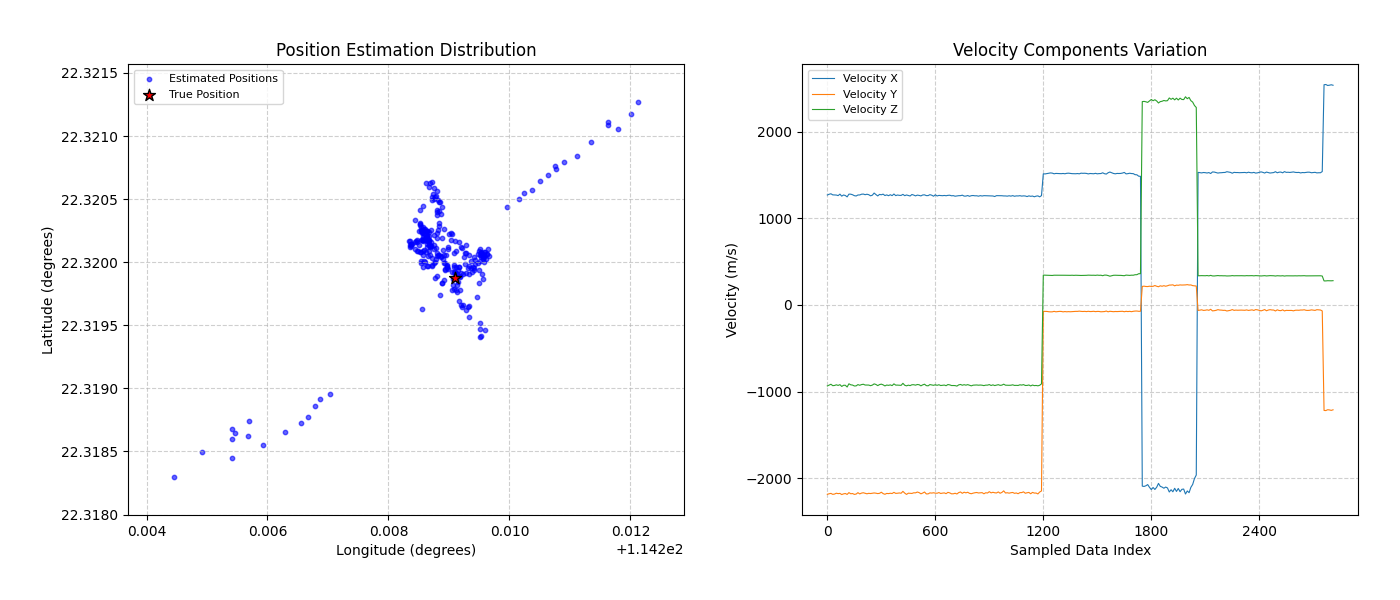 Position Estimation Distribution
Estimated Positions
True Position
22.3215
22.3210
22.3205
22.3200
22.3195
22.3190
22.3185
22.3180
Latitude (degrees)
0.004 0.006 0.008 0.010 0.012
Longitude (degrees)
+1.142e2
Velocity Components Variation
Velocity X
Velocity Y
Velocity Z
2000
1000
0
−1000
−2000
Velocity (m/s)
0 600 1200 1800 2400
Sampled Data Index